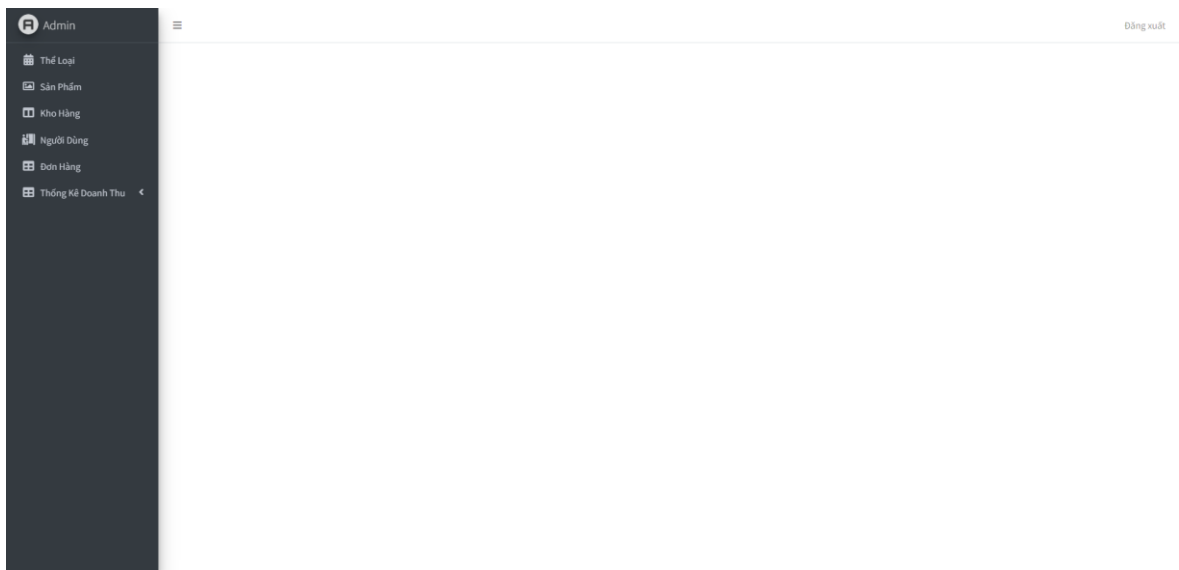 Admin
Đăng xuất
Thể Loại
Sản Phẩm
Kho Hàng
Người Dùng
Đơn Hàng
Thống Kê Doanh Thu